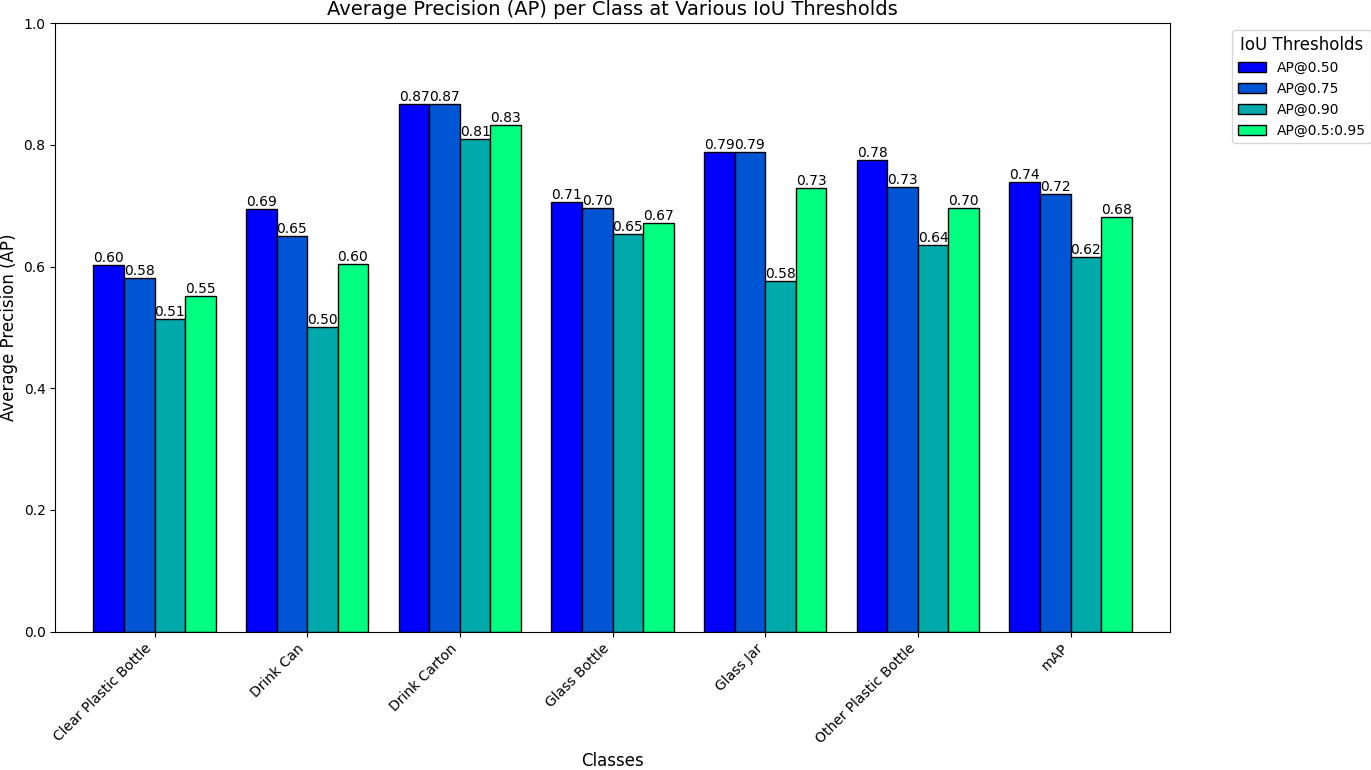 Average Precision (AP) per Class at Various IoU Thresholds
IoU Thresholds
AP@0.50
AP@0.75
AP@0.90
AP@0.5:0.95
Average Precision (AP)
1.0
0.8
0.6
0.4
0.2
0.0
0.60 0.58 0.51 0.55
0.69 0.65 0.50 0.60
0.87 0.87 0.81 0.83
0.71 0.70 0.65 0.67
0.79 0.79 0.58 0.73
0.78 0.73 0.64 0.70
0.74 0.72 0.62 0.68
Clear Plastic Bottle
Drink Can
Drink Carton
Glass Bottle
Glass Jar
Other Plastic Bottle
mAP
Classes